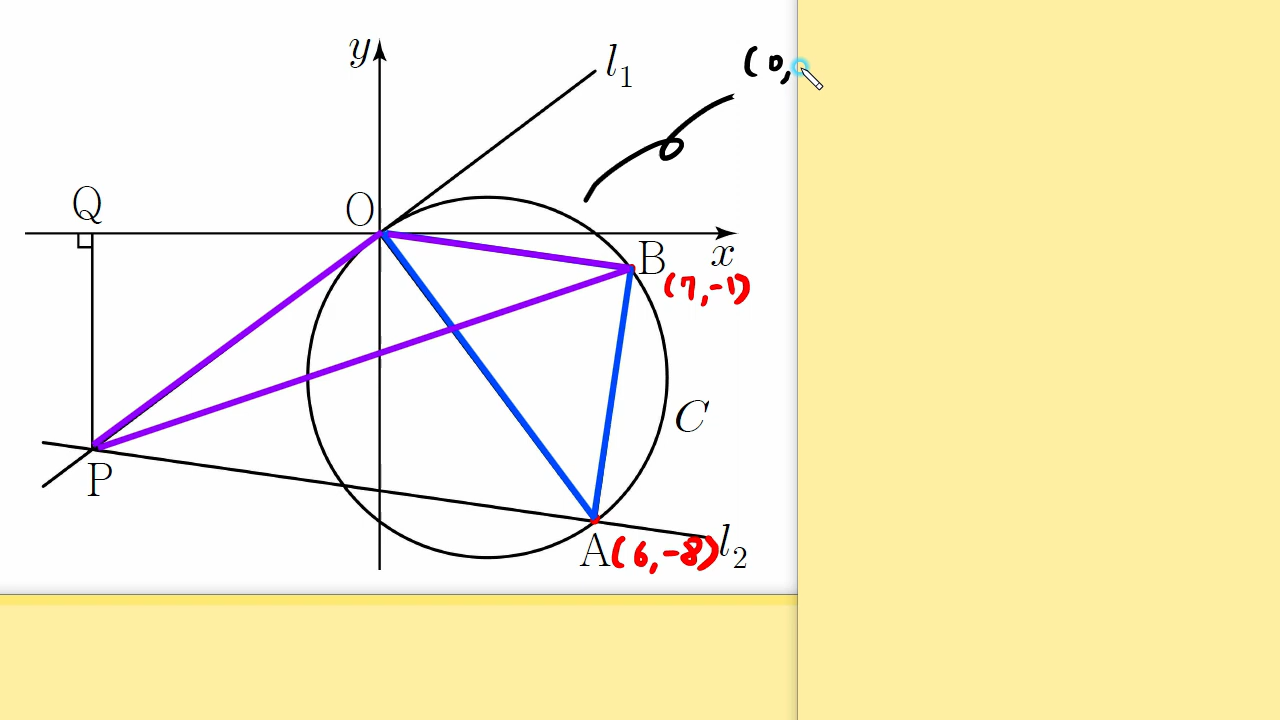 y
l₁
(0,
Q
O
x
B
(7,-1)
C
P
A(6,-8)
l₂